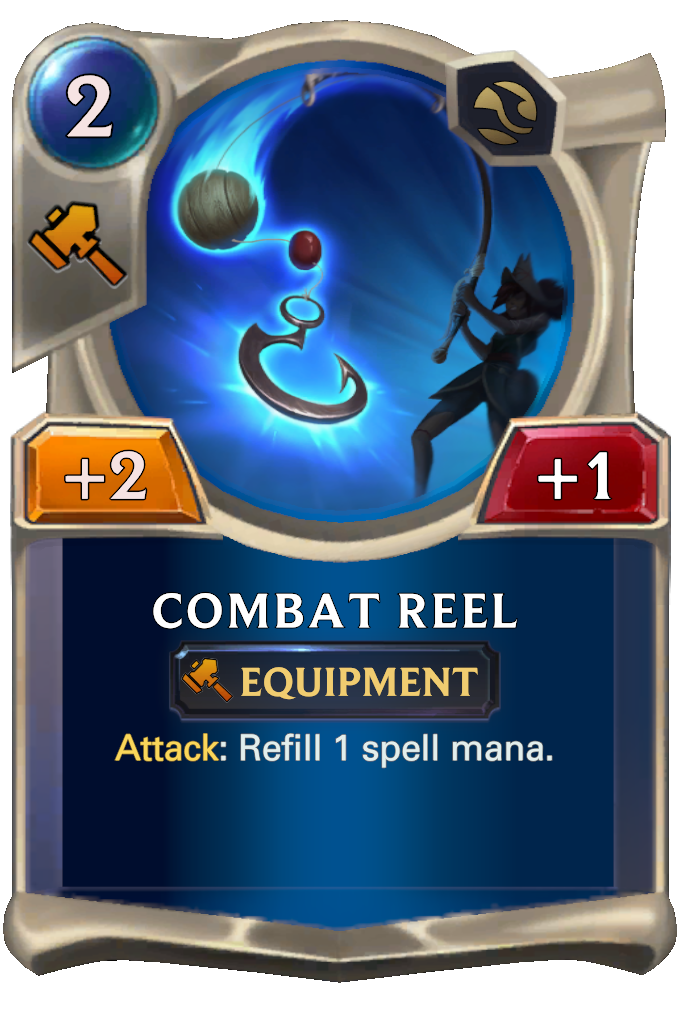 2
+2
+1
COMBAT REEL
EQUIPMENT
Attack: Refill 1 spell mana.